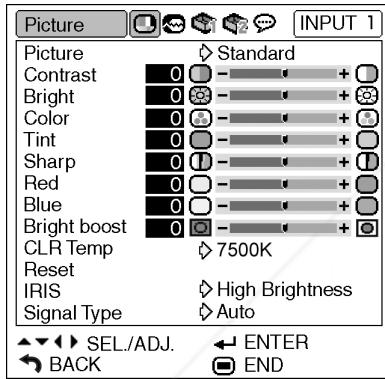 Picture INPUT 1
Picture Standard
Contrast 0 - +
Bright 0 - +
Color 0 - +
Tint 0 - +
Sharp 0 - +
Red 0 - +
Blue 0 - +
Bright boost 0 - +
CLR Temp 7500K
Reset
IRIS High Brightness
Signal Type Auto
SEL./ADJ. ENTER
BACK END